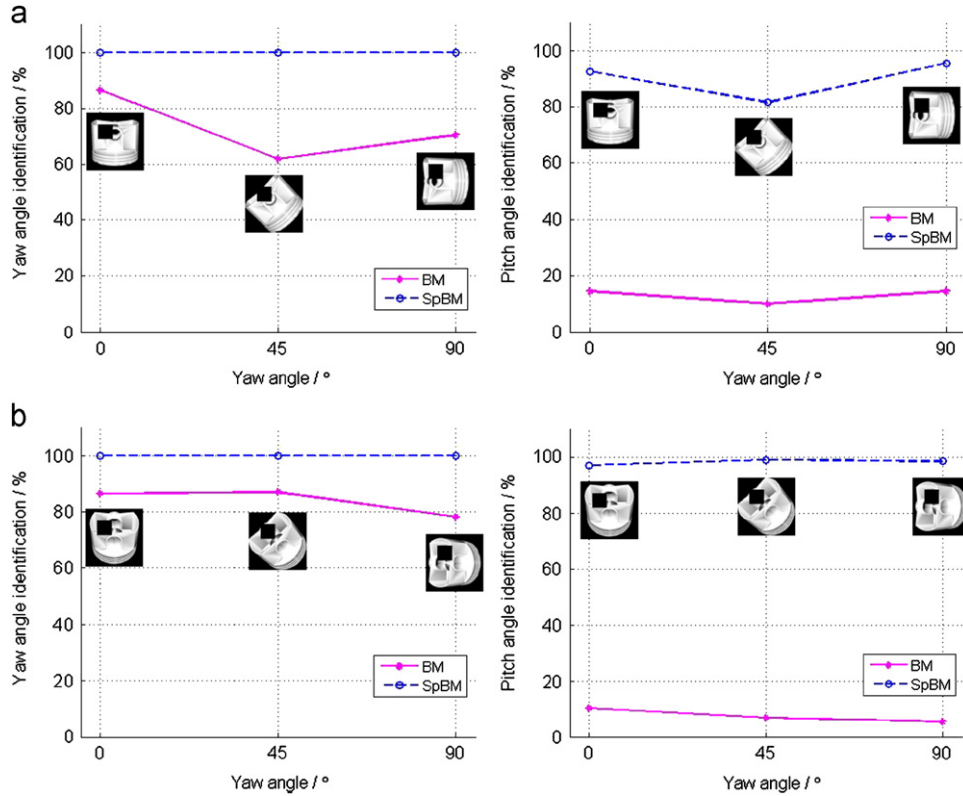 a
Yaw angle identification / %
100
80
60
40
20
0
BM
SpBM
0 45 90
Yaw angle / °
Pitch angle identification / %
100
80
60
40
20
0
BM
SpBM
0 45 90
Yaw angle / °
b
Yaw angle identification / %
100
80
60
40
20
0
BM
SpBM
0 45 90
Yaw angle / °
Pitch angle identification / %
100
80
60
40
20
0
BM
SpBM
0 45 90
Yaw angle / °